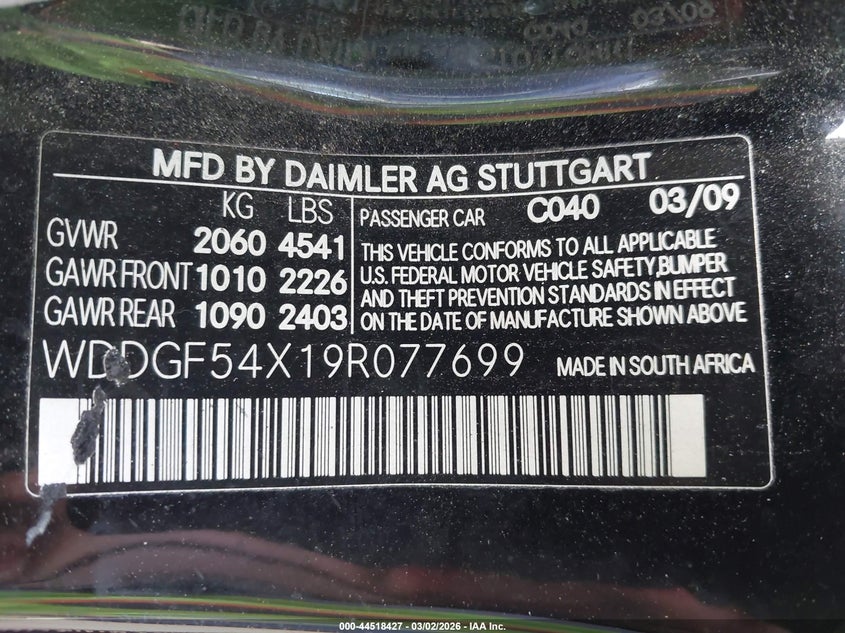 MFD BY DAIMLER AG STUTTGART
KG LBS
GVWR 2060 4541
GAWR FRONT 1010 2226
GAWR REAR 1090 2403
PASSENGER CAR C040 03/09
THIS VEHICLE CONFORMS TO ALL APPLICABLE
U.S. FEDERAL MOTOR VEHICLE SAFETY, BUMPER
AND THEFT PREVENTION STANDARDS IN EFFECT
ON THE DATE OF MANUFACTURE SHOWN ABOVE
WDDGF54X19R077699 MADE IN SOUTH AFRICA
000-44518427 - 03/02/2026 - IAA Inc.